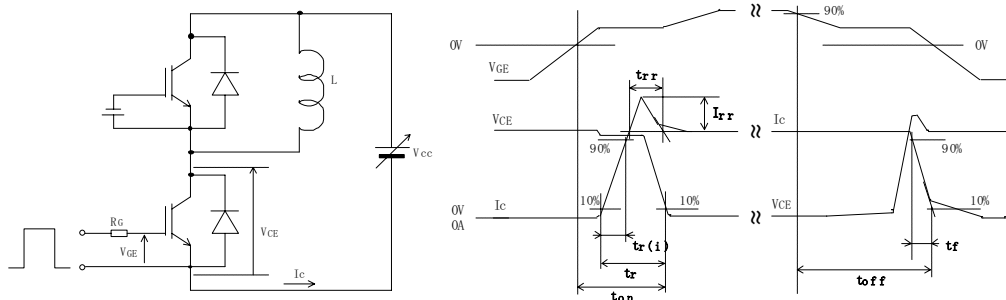 L
Vcc
RG
VGE
VCE
Ic
0V
VGE
trr
Irr
VCE
90%
10%
10%
0V
0A
Ic
tr(i)
tr
ton
90%
0V
Ic
90%
VCE
10%
tf
toff